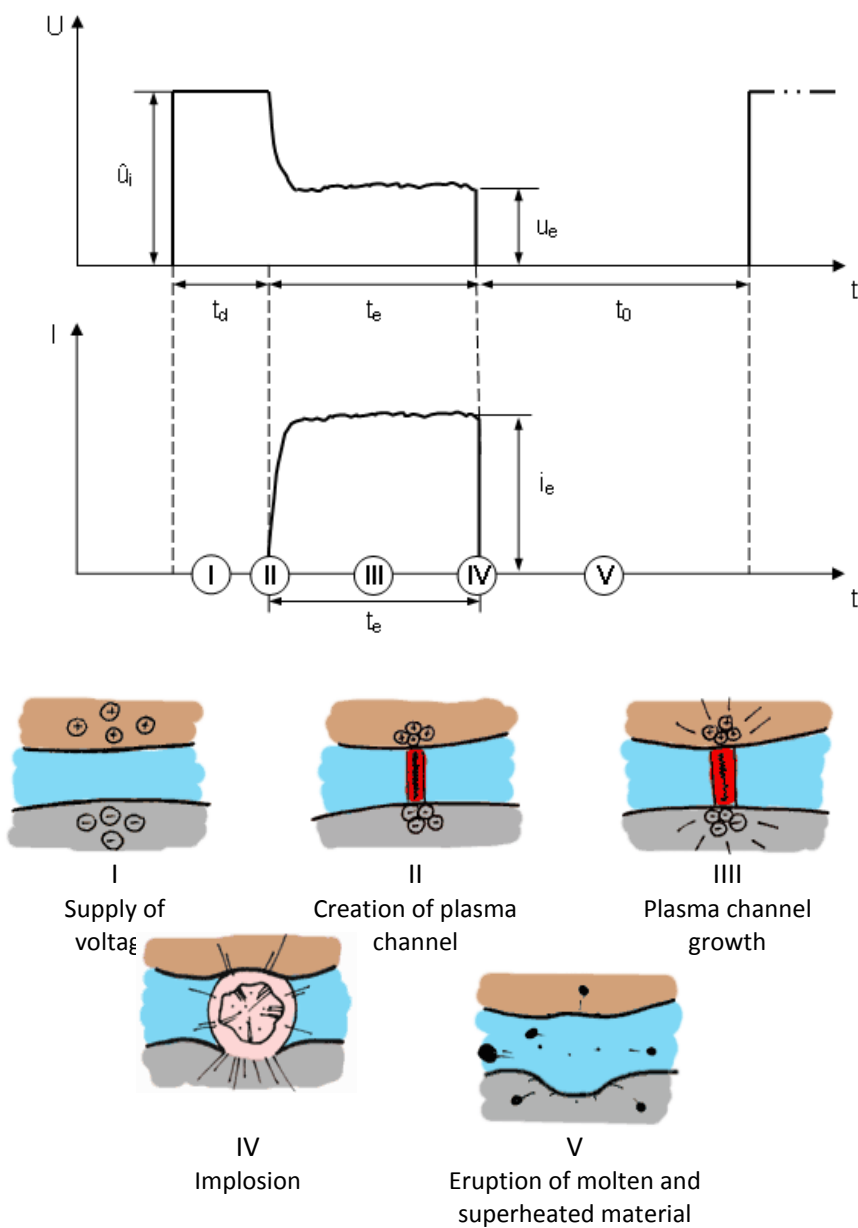 U
û_i
u_e
t
t_d
t_e
t_0
I
i_e
I
II
III
IV
V
t
t_e
I
Supply of
voltag
II
Creation of plasma
channel
IIII
Plasma channel
growth
IV
Implosion
V
Eruption of molten and
superheated material